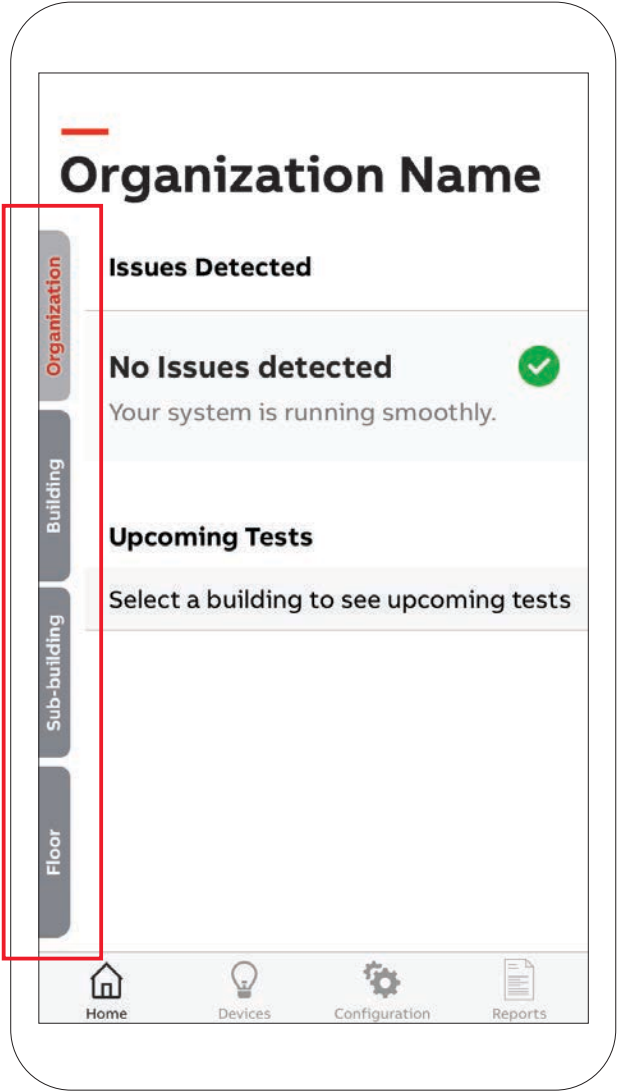 Organization Name
Organization
Building
Sub-building
Floor
Issues Detected
No Issues detected
Your system is running smoothly.
Upcoming Tests
Select a building to see upcoming tests
Home
Devices
Configuration
Reports